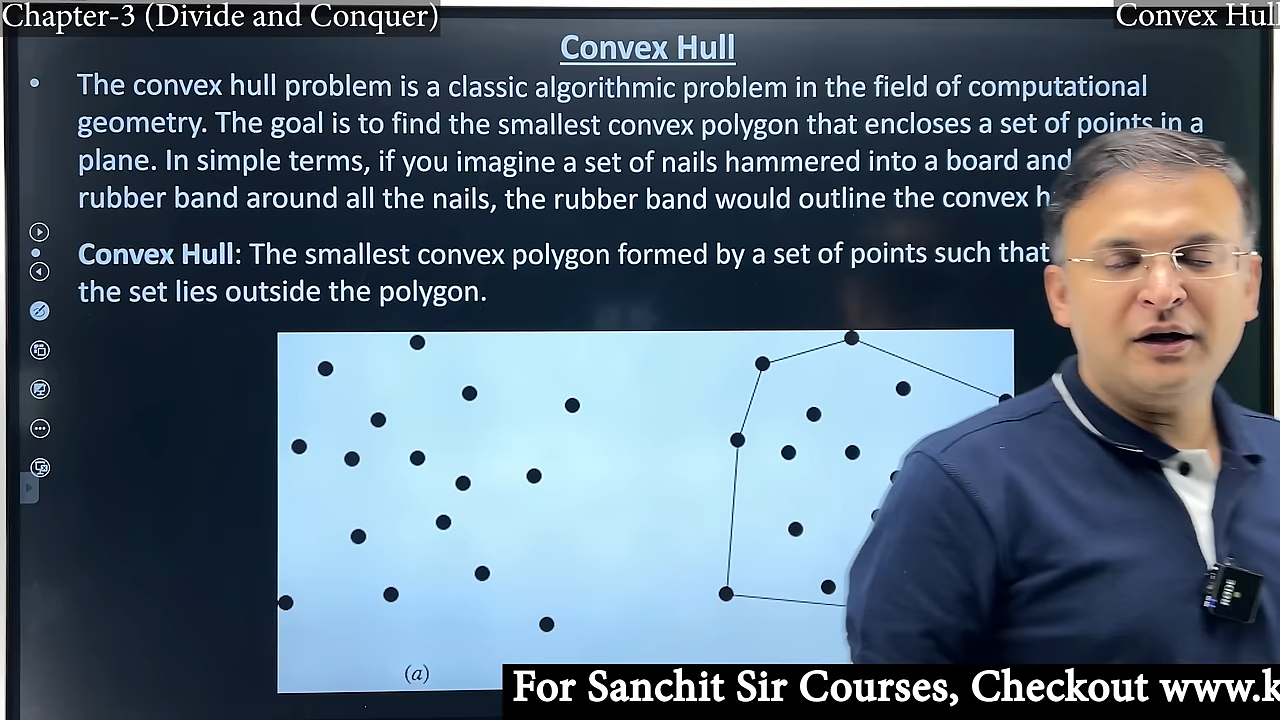 Chapter-3 (Divide and Conquer)
Convex Hull
Convex Hull
• The convex hull problem is a classic algorithmic problem in the field of computational
geometry. The goal is to find the smallest convex polygon that encloses a set of points in a
plane. In simple terms, if you imagine a set of nails hammered into a board and
rubber band around all the nails, the rubber band would outline the convex h
• Convex Hull: The smallest convex polygon formed by a set of points such that
the set lies outside the polygon.
(a)
RØDE
For Sanchit Sir Courses, Checkout www.k